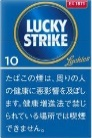 LUCKY
STRIKE
10
たばこの煙は、周りの人
の健康に悪影響を及ぼし
ます。健康増進法で禁じ
られている場所では喫煙
できません。